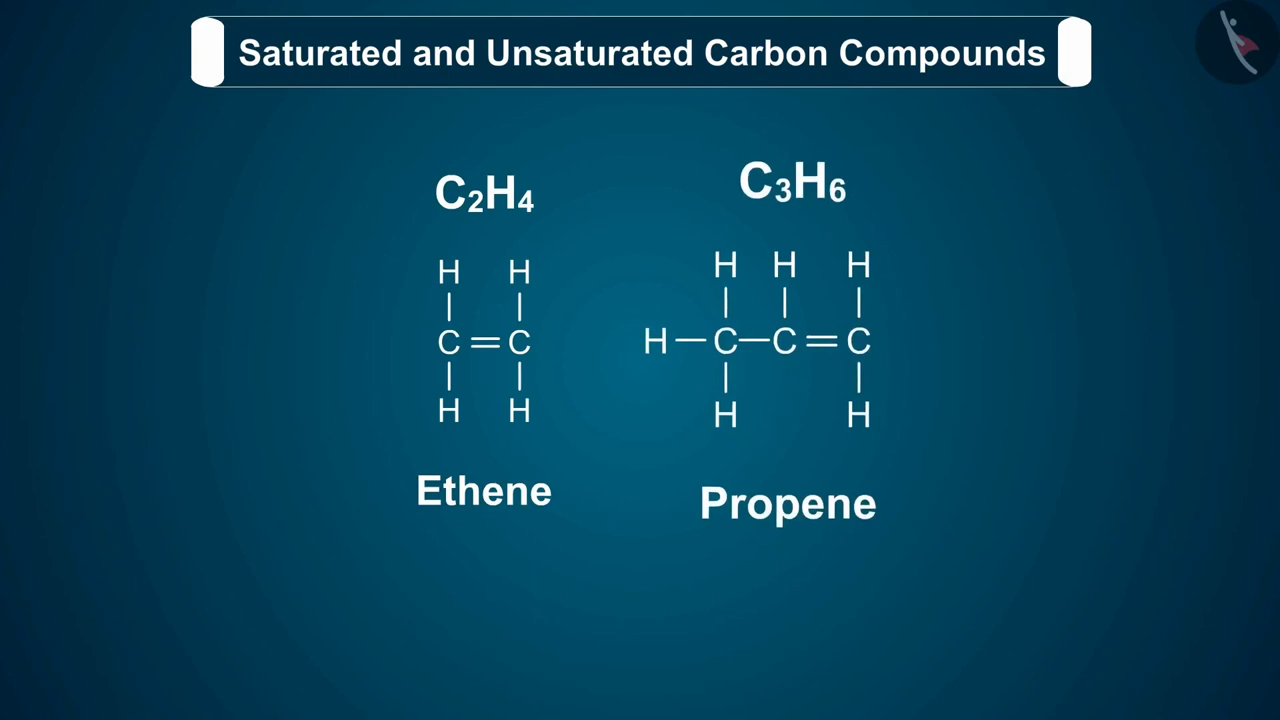 Saturated and Unsaturated Carbon Compounds
C₂H₄
C₃H₆
H H
C=C
H H
H H H
H—C—C=C
H H
Ethene
Propene